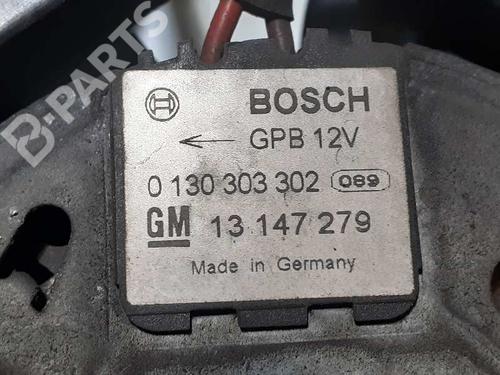 B-PARTS
BOSCH
← GPB 12V
0 130 303 302 089
GM 13 147 279
Made in Germany